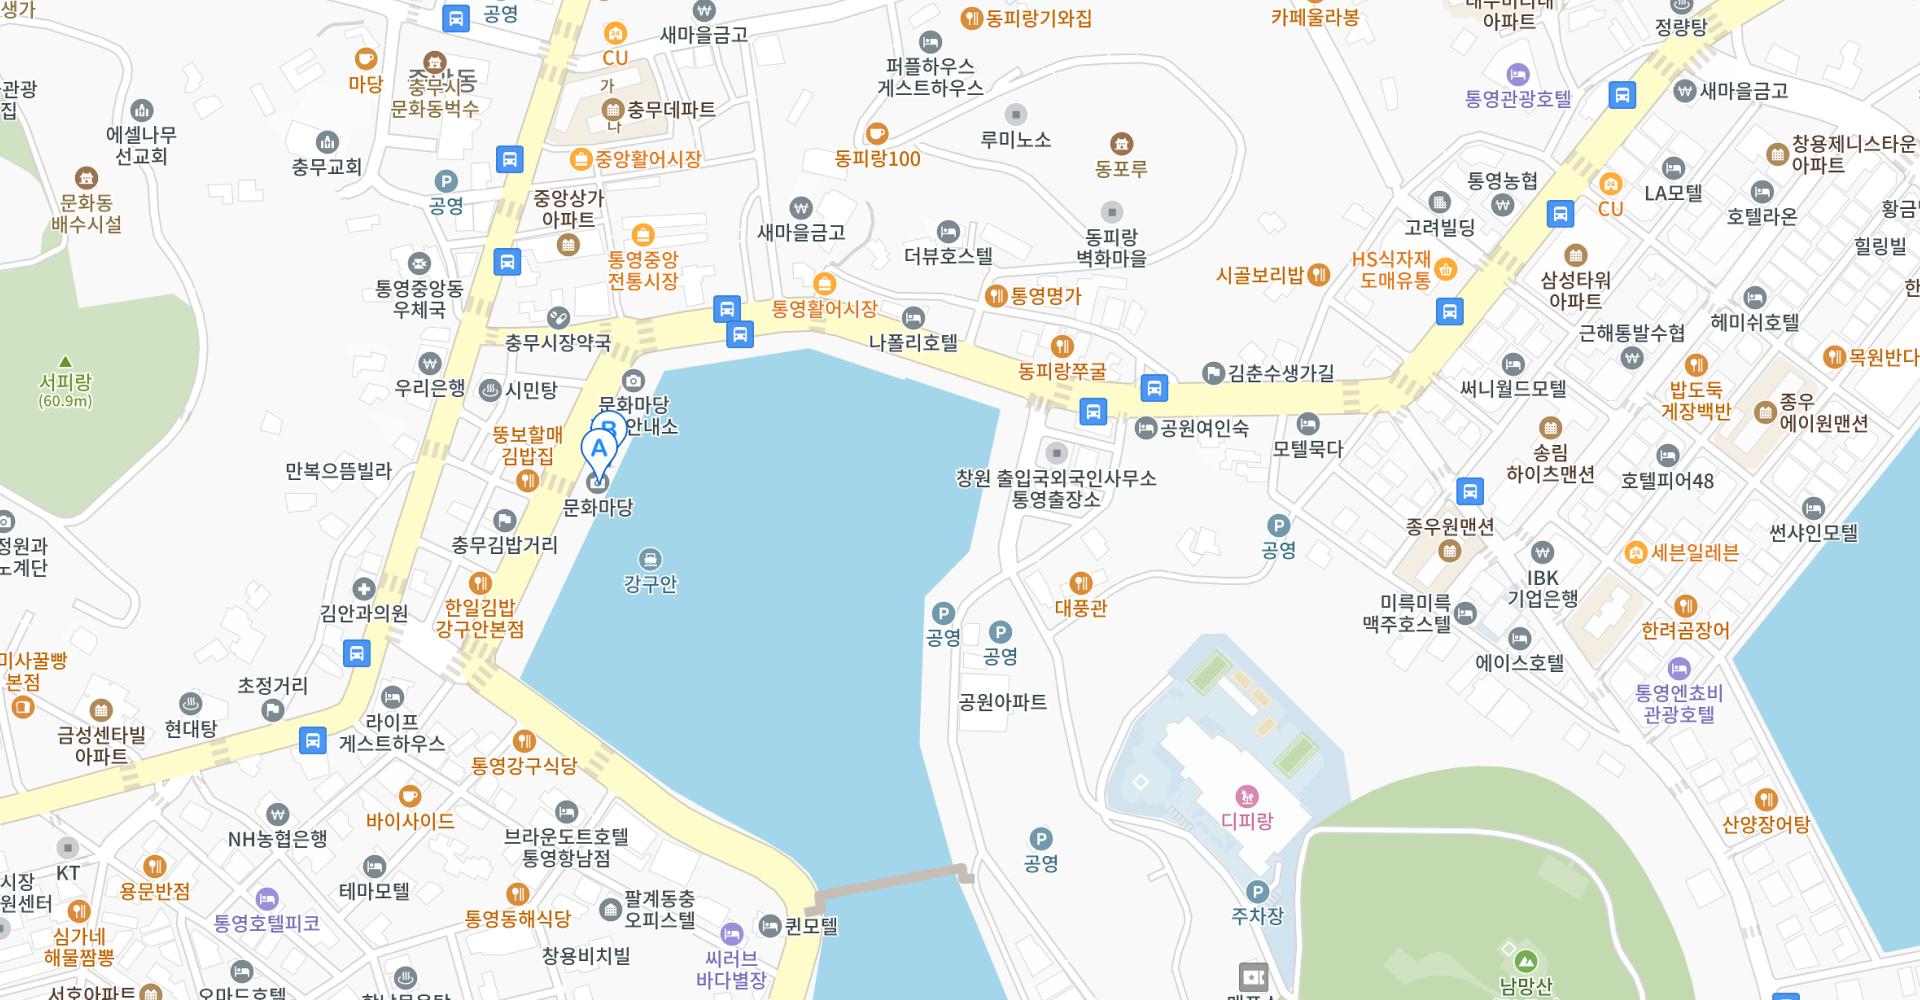 생가
공영
새마을금고
동피랑기와집
카페울라봉
아파트
정량탕
CU
마당
충무시
문화동벅수
가
나
충무데파트
퍼플하우스
게스트하우스
통영관광호텔
새마을금고
관광
집
에셀나무
선교회
충무교회
중앙활어시장
동피랑100
루미노소
동포루
창용제니스타운
아파트
문화동
배수시설
공영
중앙상가
아파트
통영농협
CU
LA모텔
호텔라온
고려빌딩
새마을금고
동피랑
벽화마을
더뷰호스텔
힐링빌
통영중앙
전통시장
통영중앙동
우체국
통영활어시장
통영명가
시골보리밥
HS식자재
도매유통
삼성타워
아파트
헤미쉬호텔
충무시장약국
나폴리호텔
근해통발수협
동피랑쭈굴
김춘수생가길
목원반다
서피랑
(60.9m)
우리은행
시민탕
써니월드모텔
밥도둑
게장백반
종우
에이원맨션
문화마당
안내소
B
A
뚱보할매
김밥집
공원여인숙
모텔묵다
송림
하이츠맨션
호텔피어48
만복으뜸빌라
문화마당
창원 출입국외국인사무소
통영출장소
충무김밥거리
공영
종우원맨션
썬샤인모텔
정원과
노계단
강구안
세븐일레븐
IBK
기업은행
김안과의원
한일김밥
강구안본점
공영
공영
대풍관
미륵미륵
맥주호스텔
한려곰장어
에이스호텔
미사꿀빵
본점
초정거리
통영엔쵸비
관광호텔
금성센타빌
아파트
현대탕
라이프
게스트하우스
공원아파트
통영강구식당
바이사이드
디피랑
산양장어탕
NH농협은행
브라운도트호텔
통영항남점
공영
KT
용문반점
테마모텔
시장
원센터
통영호텔피코
통영동해식당
팔계동충
오피스텔
퀸모텔
주차장
심가네
해물짬뽕
창용비치빌
씨러브
바다별장
남망산
서호아파트
오마드호텔